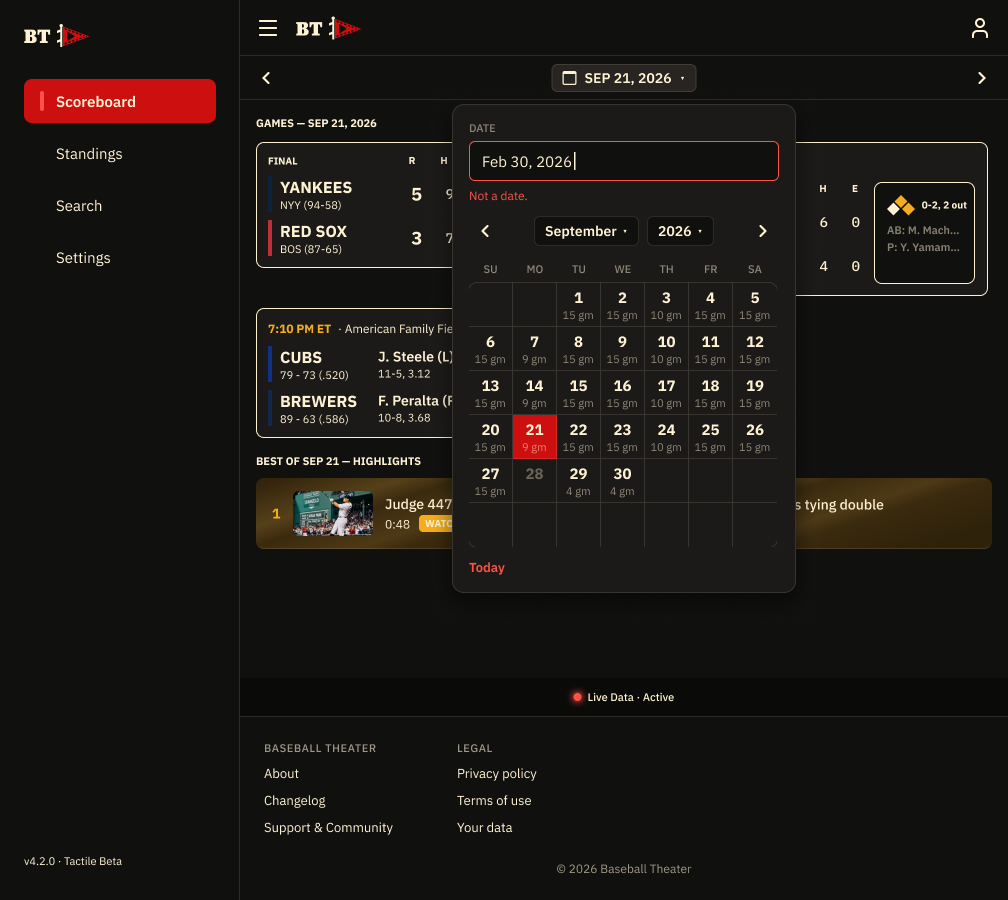 BT
BT
Scoreboard
Standings
Search
Settings
v4.2.0 · Tactile Beta
SEP 21, 2026
GAMES — SEP 21, 2026
FINAL R H
YANKEES 5
NYY (94-58)
RED SOX 3
BOS (87-65)
H E
6 0
4 0
0-2, 2 out
AB: M. Mach...
P: Y. Yamam...
7:10 PM ET · American Family
CUBS J. Steele (L)
79 - 73 (.520) 11-5, 3.12
BREWERS F. Peralta
89 - 63 (.586) 10-8, 3.68
BEST OF SEP 21 — HIGHLIGHTS
1
Judge 447
0:48
tying double
DATE
Feb 30, 2026
Not a date.
September 2026
SU MO TU WE TH FR SA
1 2 3 4 5
15 gm 15 gm 10 gm 15 gm 15 gm
6 7 8 9 10 11 12
15 gm 9 gm 15 gm 15 gm 10 gm 15 gm 15 gm
13 14 15 16 17 18 19
15 gm 9 gm 15 gm 15 gm 10 gm 15 gm 15 gm
20 21 22 23 24 25 26
15 gm 9 gm 15 gm 15 gm 10 gm 15 gm 15 gm
27 28 29 30
15 gm 4 gm 4 gm
Today
Live Data · Active
BASEBALL THEATER
About
Changelog
Support & Community
LEGAL
Privacy policy
Terms of use
Your data
© 2026 Baseball Theater